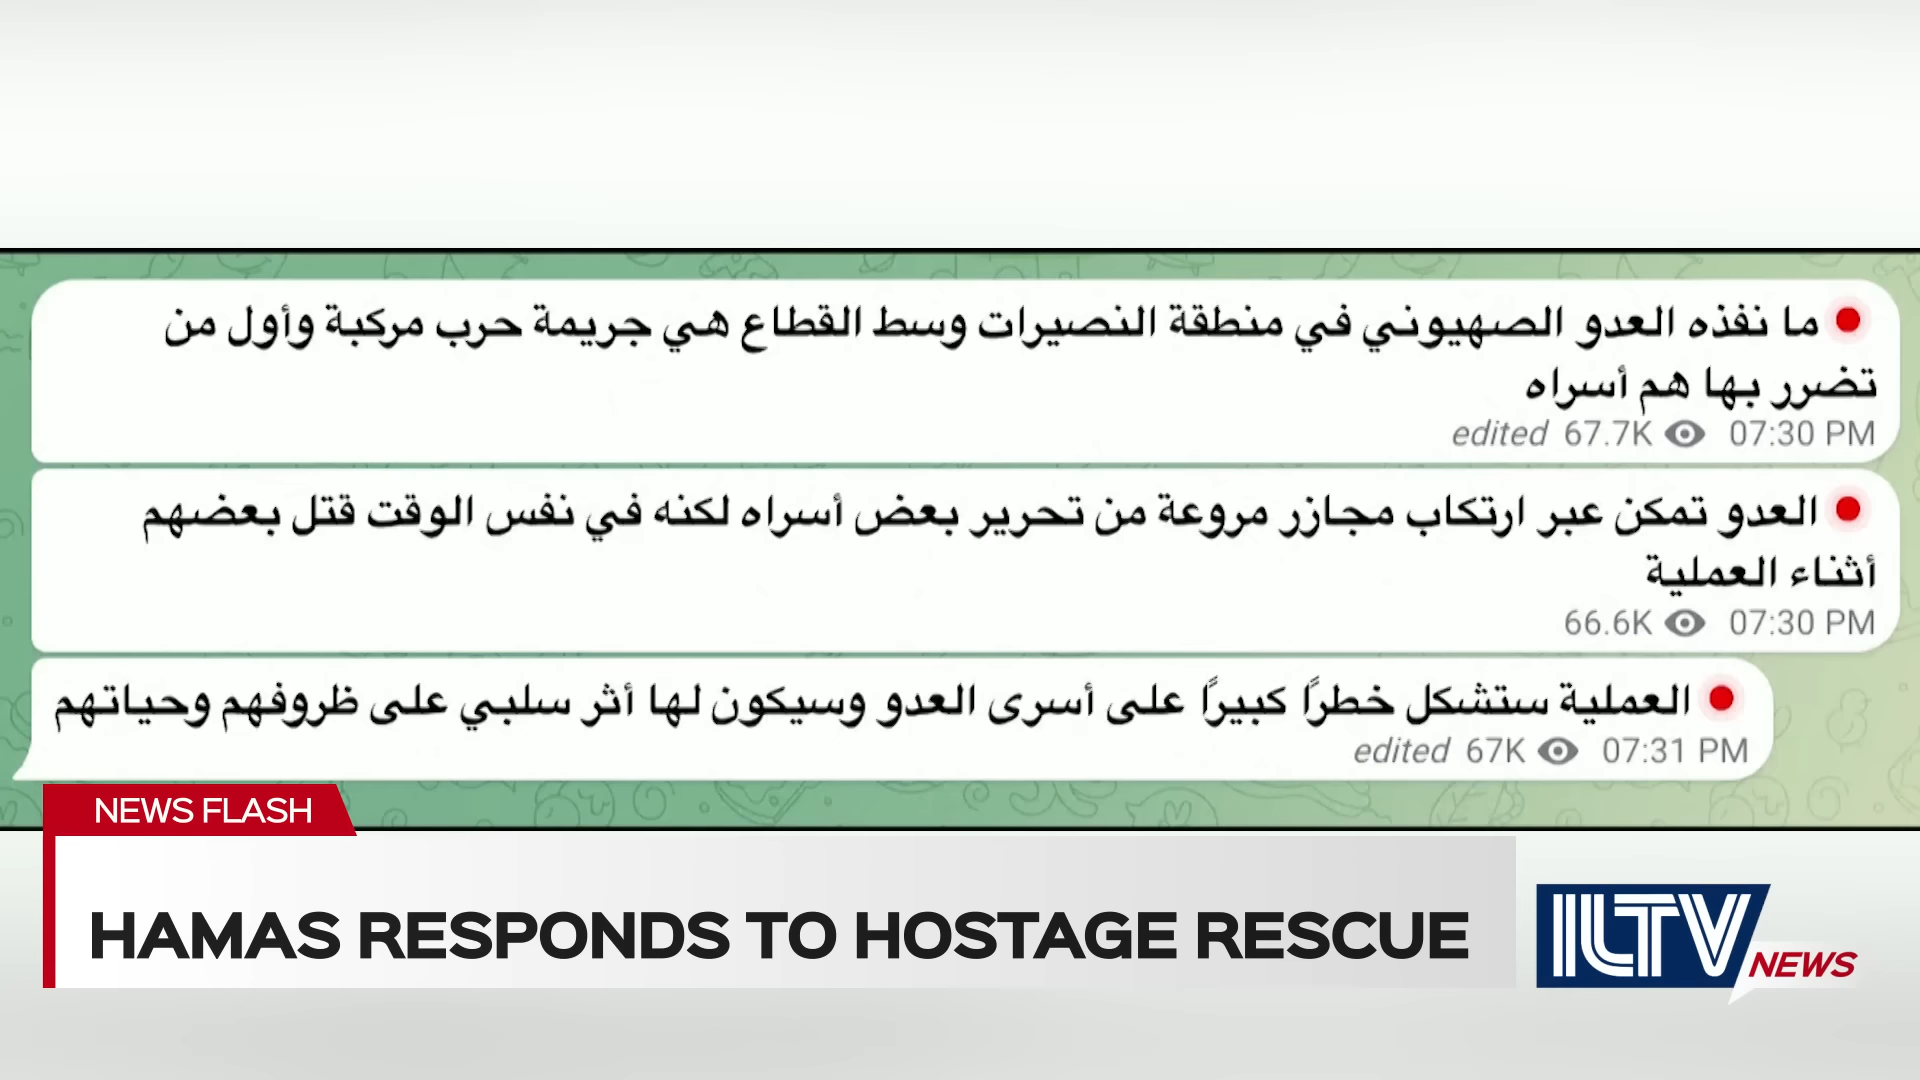 ما نفذه العدو الصهيوني في منطقة النصيرات وسط القطاع هي جريمة حرب مركبة وأول من
تضرر بها هم أسراه
edited 67.7K 07:30 PM
العدو تمكن عبر ارتكاب مجازر مروعة من تحرير بعض أسراه لكنه في نفس الوقت قتل بعضهم
أثناء العملية
66.6K 07:30 PM
العملية ستشكل خطرًا كبيرًا على أسرى العدو وسيكون لها أثر سلبي على ظروفهم وحياتهم
edited 67K 07:31 PM
NEWS FLASH
HAMAS RESPONDS TO HOSTAGE RESCUE
ILTV NEWS